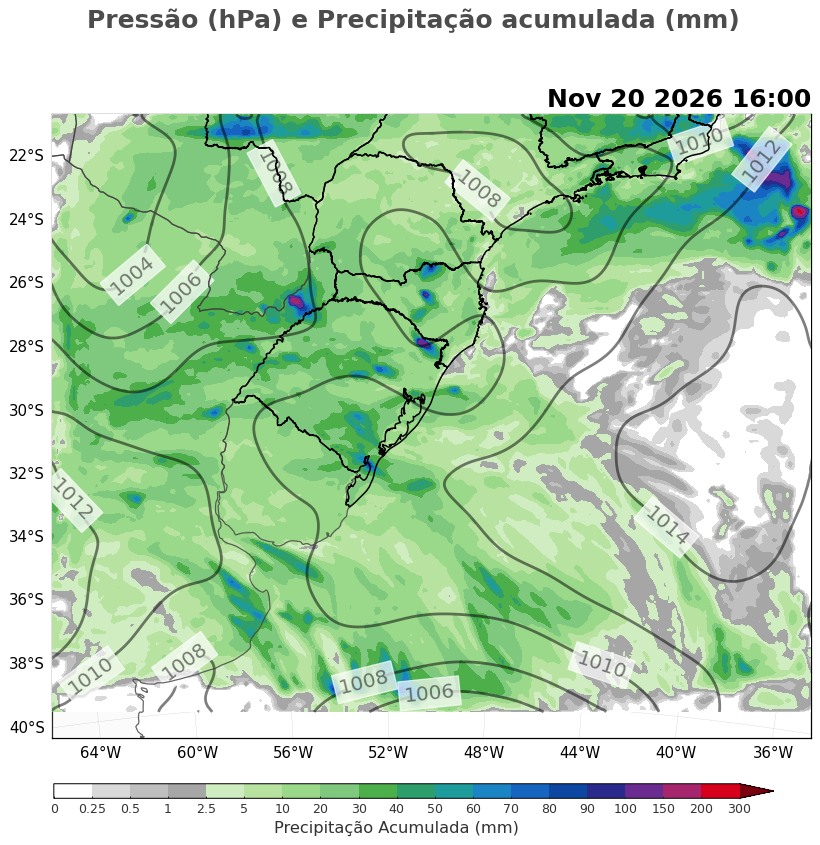 Pressão (hPa) e Precipitação acumulada (mm)
Nov 20 2026 16:00
22°S
24°S
26°S
28°S
30°S
32°S
34°S
36°S
38°S
40°S
1008
1008
1010
1012
1004
1006
1012
1014
1010
1008
1008
1006
1010
64°W 60°W 56°W 52°W 48°W 44°W 40°W 36°W
0 0.25 0.5 1 2.5 5 10 20 30 40 50 60 70 80 90 100 150 200 300
Precipitação Acumulada (mm)